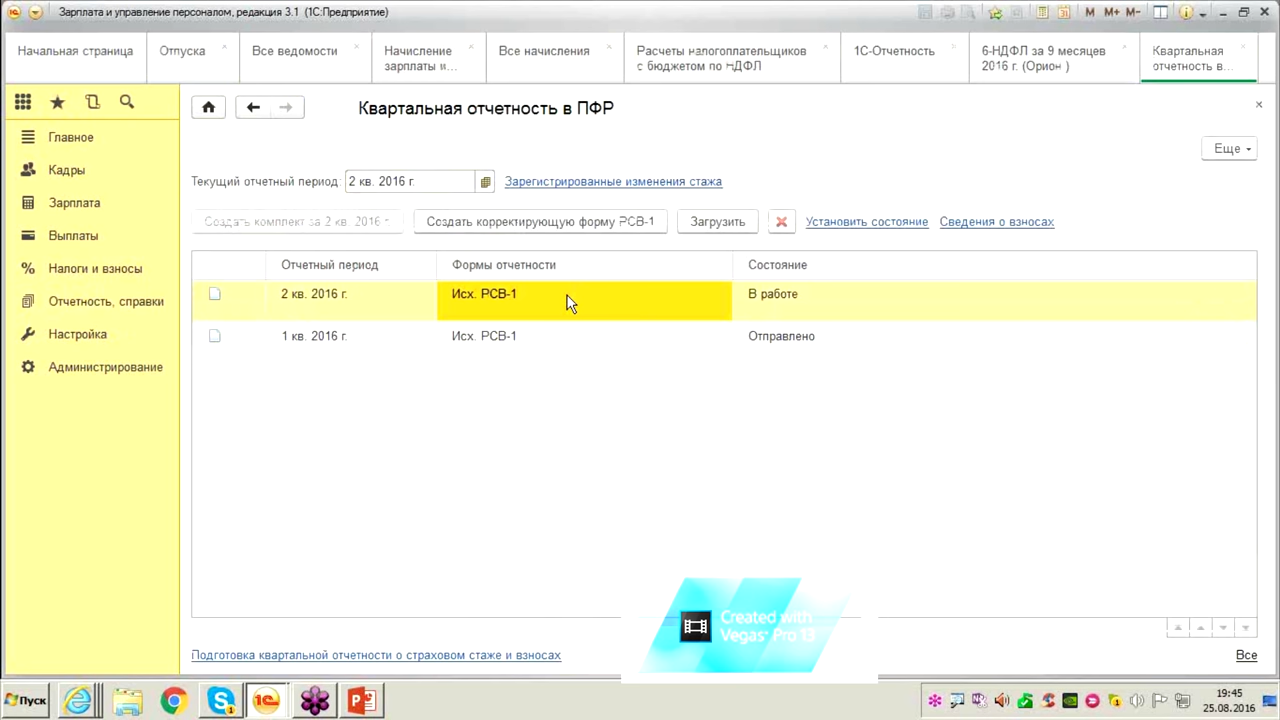 Зарплата и управление персоналом, редакция 3.1 (1С:Предприятие)
M M+ M-
Начальная страница
Отпуска
Все ведомости
Начисление
зарплаты и...
Все начисления
Расчеты налогоплательщиков
с бюджетом по НДФЛ
1С-Отчетность
6-НДФЛ за 9 месяцев
2016 г. (Орион )
Квартальная
отчетность в...
Главное
Кадры
Зарплата
Выплаты
Налоги и взносы
Отчетность, справки
Настройка
Администрирование
Квартальная отчетность в ПФР
Еще
Текущий отчетный период: 2 кв. 2016 г. Зарегистрированные изменения стажа
Создать комплект за 2 кв. 2016 г. Создать корректирующую форму РСВ-1 Загрузить Установить состояние Сведения о взносах
Отчетный период Формы отчетности Состояние
2 кв. 2016 г. Исх. РСВ-1 В работе
1 кв. 2016 г. Исх. РСВ-1 Отправлено
Created with
Vegas Pro 13
Подготовка квартальной отчетности о страховом стаже и взносах
Все
Пуск
19:45
25.08.2016